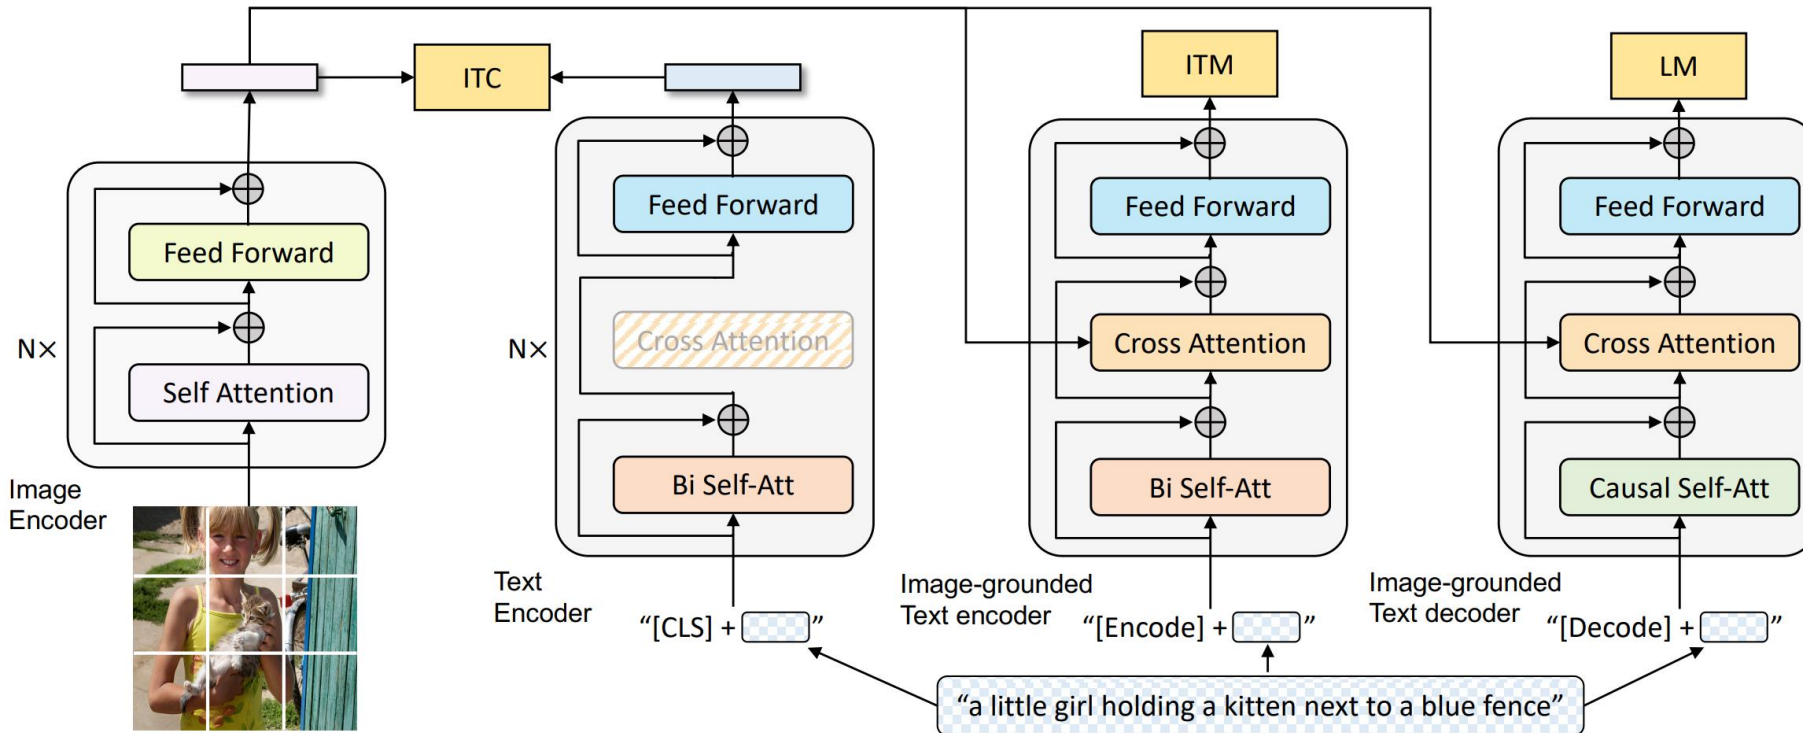 ITC
ITM
LM
Feed Forward
Self Attention
N×
Image
Encoder
Feed Forward
Cross Attention
Bi Self-Att
N×
Text
Encoder
“[CLS] + ”
Feed Forward
Cross Attention
Bi Self-Att
Image-grounded
Text encoder
“[Encode] + ”
Feed Forward
Cross Attention
Causal Self-Att
Image-grounded
Text decoder
“[Decode] + ”
“a little girl holding a kitten next to a blue fence”